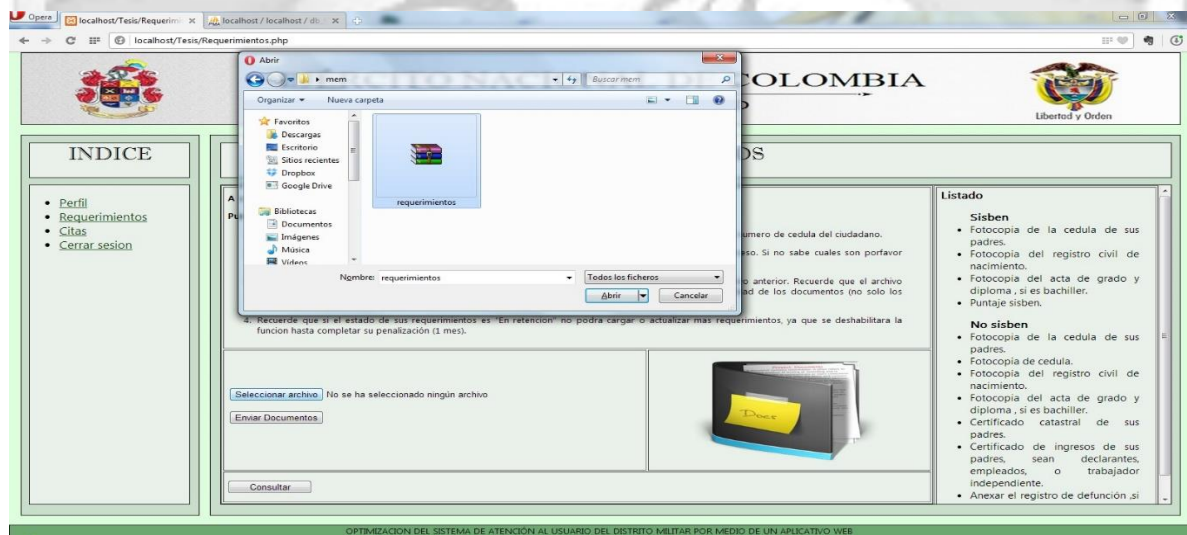 Opera
localhost/Tesis/Requerimi
localhost / localhost / db
localhost/Tesis/Requerimientos.php
Abrir
mem
Buscar mem
Organizar
Nueva carpeta
Favoritos
Descargas
Escritorio
Sitios recientes
Dropbox
Google Drive
Bibliotecas
Documentos
Imágenes
Música
Vídeos
requerimientos
Nombre: requerimientos
Todos los ficheros
Abrir
Cancelar
COLOMBIA
Libertad y Orden
INDICE
Perfil
Requerimientos
Citas
Cerrar sesion
OS
umero de cedula del ciudadano.
eso. Si no sabe cuales son porfavor
o anterior. Recuerde que el archivo
ad de los documentos (no solo los
4. Recuerde que si el estado de sus requerimientos es "En retencion" no podra cargar o actualizar mas requerimientos, ya que se deshabilitara la
funcion hasta completar su penalización (1 mes).
Seleccionar archivo No se ha seleccionado ningún archivo
Enviar Documentos
Docs
Consultar
Listado
Sisben
Fotocopia de la cedula de sus
padres.
Fotocopia del registro civil de
nacimiento.
Fotocopia del acta de grado y
diploma , si es bachiller.
Puntaje sisben.
No sisben
Fotocopia de la cedula de sus
padres.
Fotocopia de cedula.
Fotocopia del registro civil de
nacimiento.
Fotocopia del acta de grado y
diploma , si es bachiller.
Certificado catastral de sus
padres.
Certificado de ingresos de sus
padres, sean declarantes,
empleados, o trabajador
independiente.
Anexar el registro de defunción ,si
OPTIMIZACION DEL SISTEMA DE ATENCIÓN AL USUARIO DEL DISTRITO MILITAR POR MEDIO DE UN APLICATIVO WEB